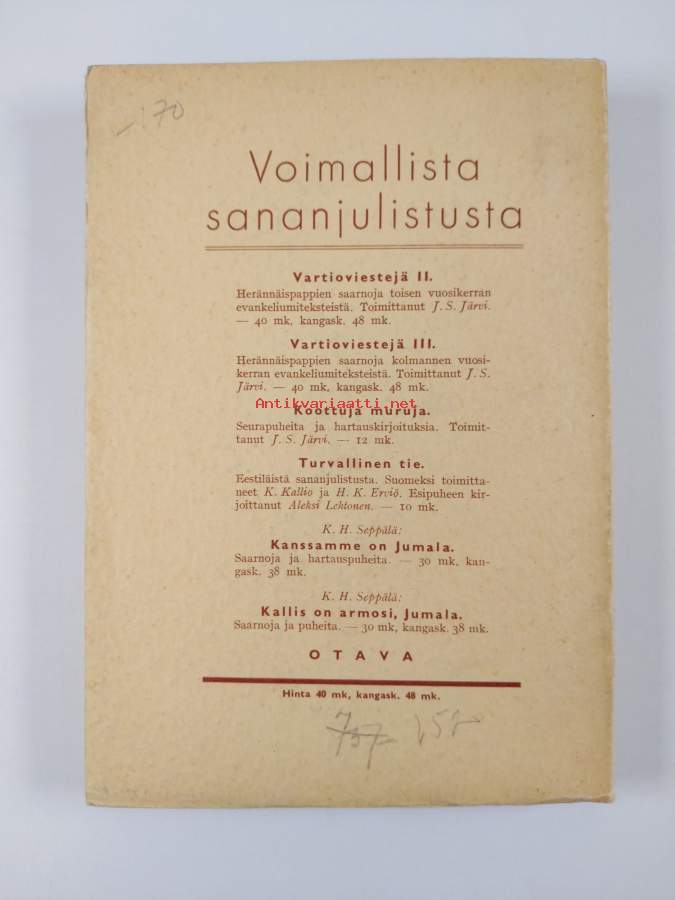 70
Voimallista
sananjulistusta
Vartioviestejä II.
Herännäispappien saarnoja toisen vuosikerran
evankeliumiteksteistä. Toimittanut J. S. Järvi.
— 40 mk, kangask. 48 mk.
Vartioviestejä III.
Herännäispappien saarnoja kolmannen vuosi-
kerran evankeliumiteksteistä. Toimittanut J. S.
Järvi. — 40 mk, kangask. 48 mk.
Antikvariaatti.net
Koottuja muruja.
Seurapuheita ja hartauskirjoituksia. Toimit-
tanut J. S. Järvi. — 12 mk.
Turvallinen tie.
Eestiläistä sananjulistusta. Suomeksi toimitta-
neet K. Kallio ja H. K. Erviö. Esipuheen kir-
joittanut Aleksi Lehtonen. — 10 mk.
K. H. Seppälä:
Kanssamme on Jumala.
Saarnoja ja hartauspuheita. — 30 mk, kan-
gask. 38 mk.
K. H. Seppälä:
Kallis on armosi, Jumala.
Saarnoja ja puheita. — 30 mk, kangask. 38 mk.
OTAVA
Hinta 40 mk, kangask. 48 mk.